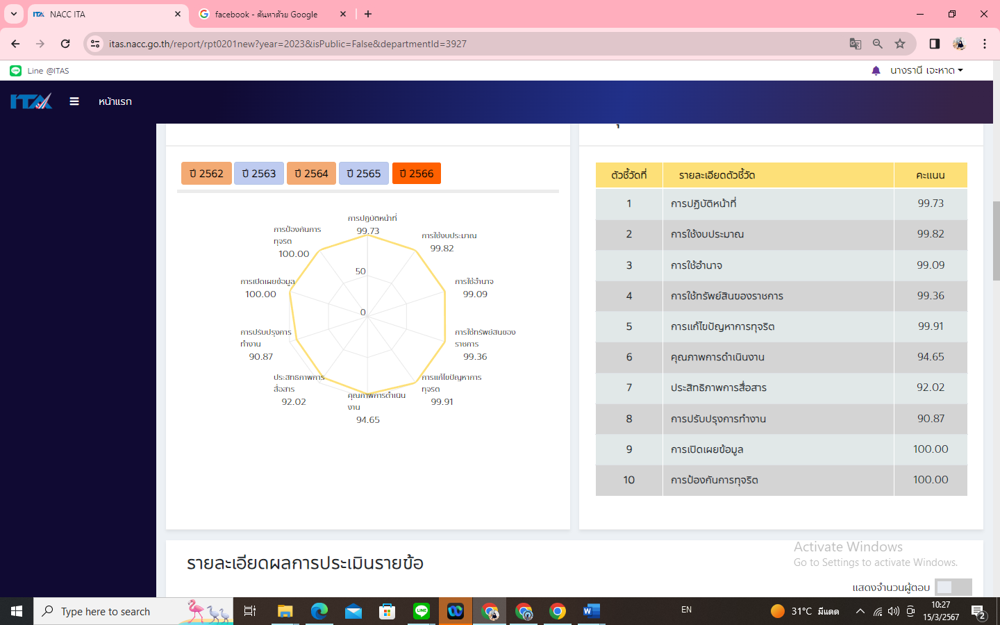 NACC ITA
facebook - ค้นหาด้วย Google
itas.nacc.go.th/report/rpt0201new?year=2023&isPublic=False&departmentId=3927
Line @ITAS
นางรานี เจะหาด
ITA
หน้าแรก
ปี 2562
ปี 2563
ปี 2564
ปี 2565
ปี 2566
การปฏิบัติหน้าที่
99.73
การใช้งบประมาณ
99.82
การใช้อำนาจ
99.09
การใช้ทรัพย์สินของ
ราชการ
99.36
การแก้ไขปัญหาการ
ทุจริต
99.91
คุณภาพการดำเนิน
งาน
94.65
ประสิทธิภาพการ
สื่อสาร
92.02
การปรับปรุงการ
ทำงาน
90.87
การเปิดเผยข้อมูล
100.00
การป้องกันการ
ทุจริต
100.00
50
0
ตัวชี้วัดที่ รายละเอียดตัวชี้วัด คะแนน
1 การปฏิบัติหน้าที่ 99.73
2 การใช้งบประมาณ 99.82
3 การใช้อำนาจ 99.09
4 การใช้ทรัพย์สินของราชการ 99.36
5 การแก้ไขปัญหาการทุจริต 99.91
6 คุณภาพการดำเนินงาน 94.65
7 ประสิทธิภาพการสื่อสาร 92.02
8 การปรับปรุงการทำงาน 90.87
9 การเปิดเผยข้อมูล 100.00
10 การป้องกันการทุจริต 100.00
รายละเอียดผลการประเมินรายข้อ
แสดงจำนวนผู้ตอบ
Activate Windows
Go to Settings to activate Windows.
Type here to search
EN
31°C มีแดด
10:27
15/3/2567
2